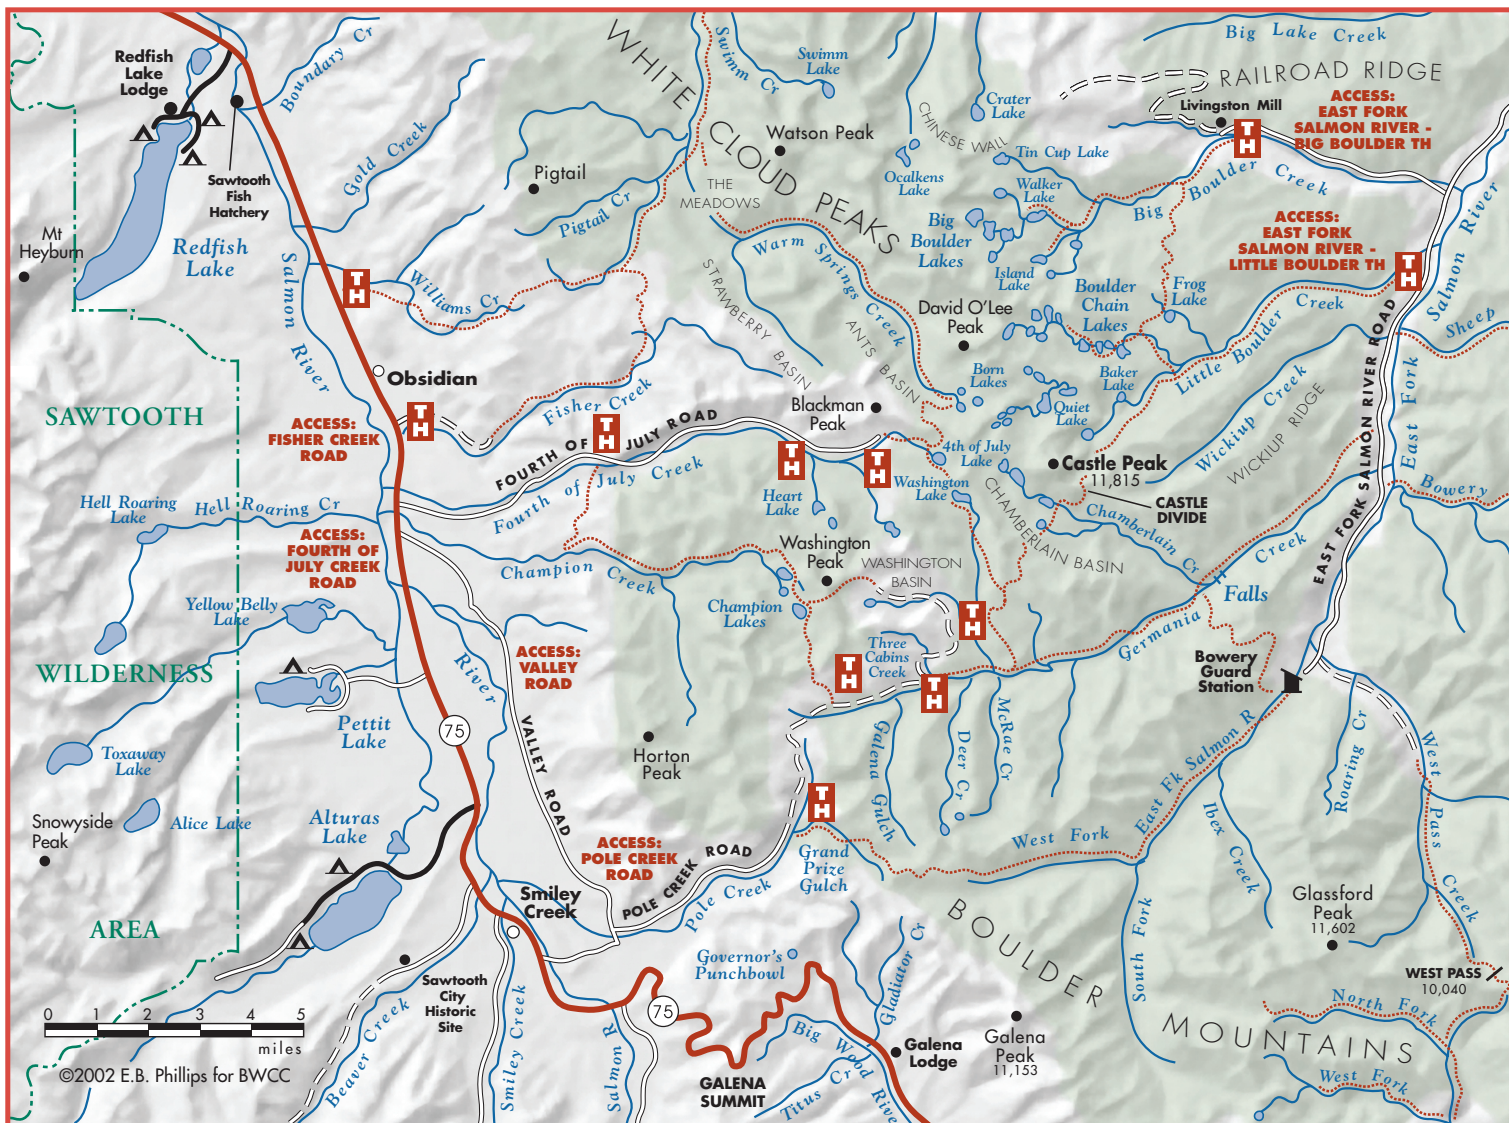 Redfish
Lake
Lodge
Boundary Cr
Swimm Cr
Swimm
Lake
Big Lake Creek
RAILROAD RIDGE
WHITE
CLOUD PEAKS
Crater
Lake
Livingston Mill
ACCESS:
EAST FORK
SALMON RIVER -
BIG BOULDER TH
T
H
CHINESE WALL
Watson Peak
Tin Cup Lake
Gold Creek
Pigtail
Sawtooth
Fish
Hatchery
Ocalkens
Lake
Walker
Lake
Big Boulder Creek
THE
MEADOWS
Pigtail Cr
Mt
Heyburn
Redfish
Lake
Big
Boulder
Lakes
ACCESS:
EAST FORK
SALMON RIVER -
LITTLE BOULDER TH
T
H
Salmon River
Warm Springs Creek
Salmon River
T
H
Williams Cr
Island
Lake
Boulder
Chain
Lakes
Frog
Lake
STRAWBERRY BASIN
ANTS BASIN
David O'Lee
Peak
Little Boulder Creek
Sheep
Obsidian
Born
Lakes
Baker
Lake
EAST FORK SALMON RIVER ROAD
East Fork
SAWTOOTH
ACCESS:
FISHER CREEK
ROAD
T
H
Fisher Creek
T
H
FOURTH OF JULY ROAD
Blackman
Peak
Quiet
Lake
Wickiup Creek
WICKIUP RIDGE
Fourth of July Creek
T
H
T
H
4th of July
Lake
Castle Peak
11,815
Washington
Lake
Heart
Lake
CASTLE
DIVIDE
CHAMBERLAIN BASIN
Chamberlain Cr
Bowery
Hell Roaring
Lake
Hell Roaring Cr
ACCESS:
FOURTH OF
JULY CREEK
ROAD
Champion Creek
Washington
Peak
WASHINGTON
BASIN
Falls
Germania Creek
Yellow Belly
Lake
Champion
Lakes
T
H
WILDERNESS
River
ACCESS:
VALLEY
ROAD
Three
Cabins
Creek
T
H
T
H
Bowery
Guard
Station
Pettit
Lake
75
VALLEY ROAD
Horton
Peak
Galena Gulch
Deer Cr
McRae Cr
East Fk Salmon R
Roaring Cr
West Pass Creek
Toxaway
Lake
Snowyside
Peak
Alice Lake
Alturas
Lake
T
H
Ibex Creek
West Fork
ACCESS:
POLE CREEK
ROAD
POLE CREEK ROAD
Grand
Prize
Gulch
Pole Creek
Smiley
Creek
AREA
BOULDER
MOUNTAINS
Glassford
Peak
11,602
South Fork
Gladiator Cr
Governor's
Punchbowl
Sawtooth
City
Historic
Site
WEST PASS
10,040
North Fork
0 1 2 3 4 5
miles
©2002 E.B. Phillips for BWCC
Beaver Creek
Smiley Creek
Salmon R
75
GALENA
SUMMIT
Big Wood River
Titus Cr
Galena
Lodge
Galena
Peak
11,153
West Fork